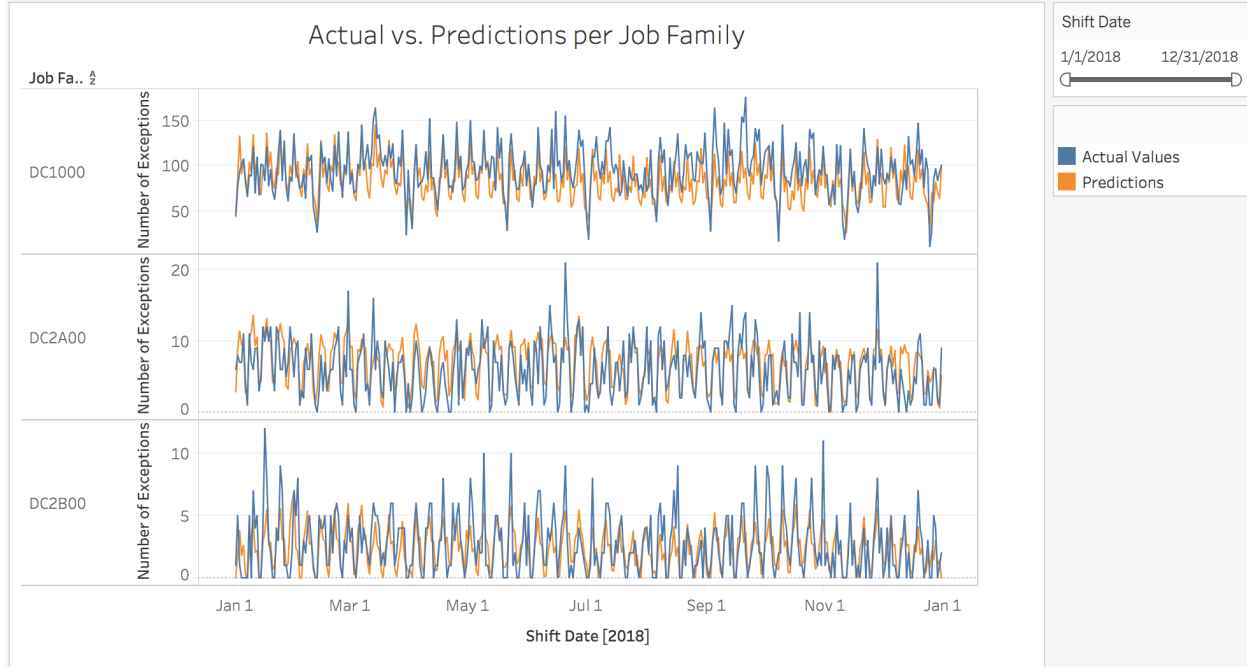 Actual vs. Predictions per Job Family
Job Fa..
DC1000
Number of Exceptions
150
100
50
DC2A00
Number of Exceptions
20
10
0
DC2B00
Number of Exceptions
10
5
0
Jan 1 Mar 1 May 1 Jul 1 Sep 1 Nov 1 Jan 1
Shift Date [2018]
Shift Date
1/1/2018 12/31/2018
Actual Values
Predictions